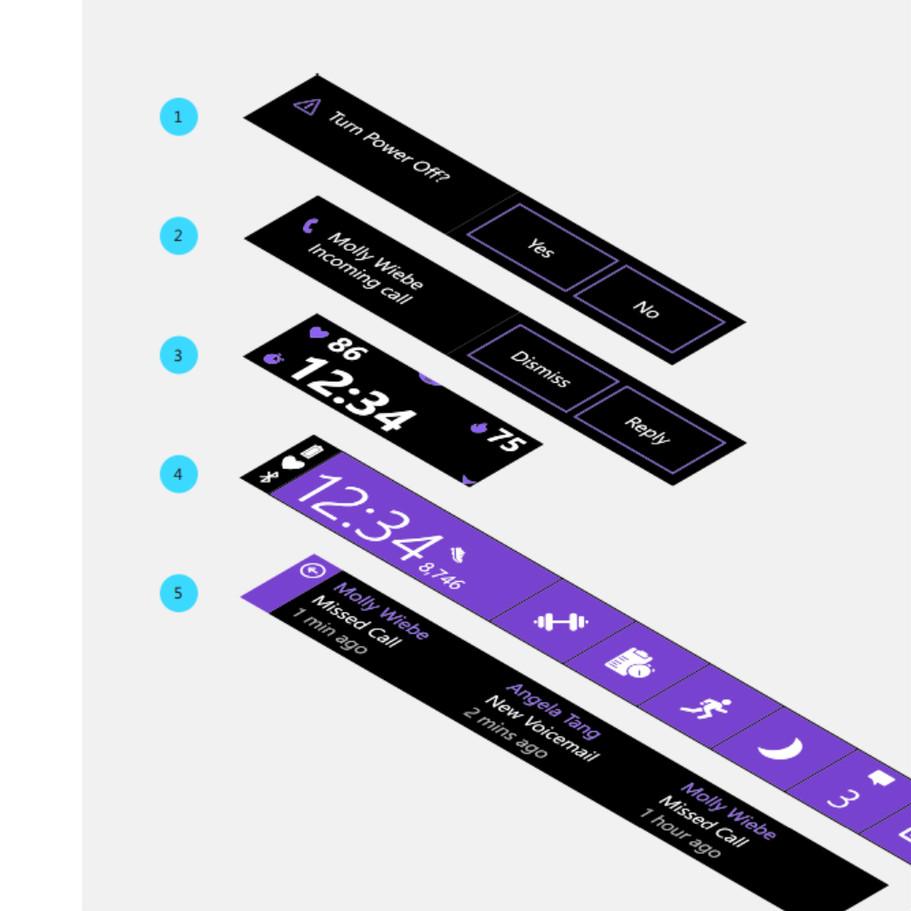 1
Turn Power Off?
Yes
No
2
Molly Wiebe
Incoming call
Dismiss
Reply
3
86
12:34
75
4
12:34
8,746
3
5
Molly Wiebe
Missed Call
1 min ago
Angela Tang
New Voicemail
2 mins ago
Molly Wiebe
Missed Call
1 hour ago